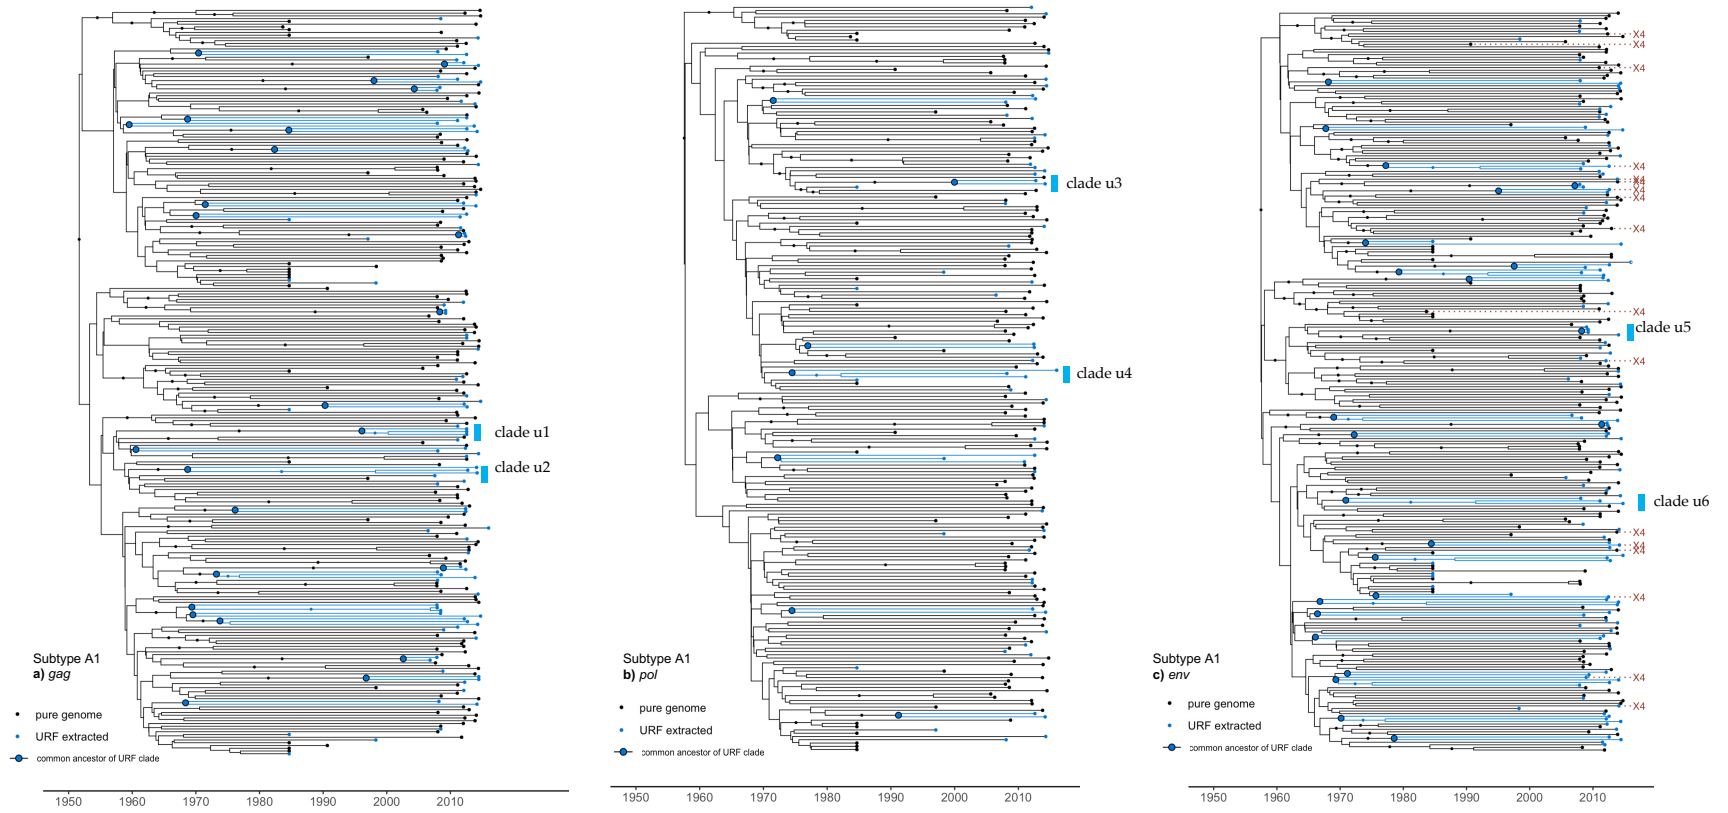 clade u1
clade u2
Subtype A1
a) gag
pure genome
URF extracted
common ancestor of URF clade
1950 1960 1970 1980 1990 2000 2010
clade u3
clade u4
Subtype A1
b) pol
pure genome
URF extracted
common ancestor of URF clade
1950 1960 1970 1980 1990 2000 2010
X4
X4
X4
X4
X4
X4
X4
X4
X4
X4
clade u5
X4
clade u6
X4
X4
X4
X4
Subtype A1
c) env
X4
X4
pure genome
URF extracted
common ancestor of URF clade
1950 1960 1970 1980 1990 2000 2010